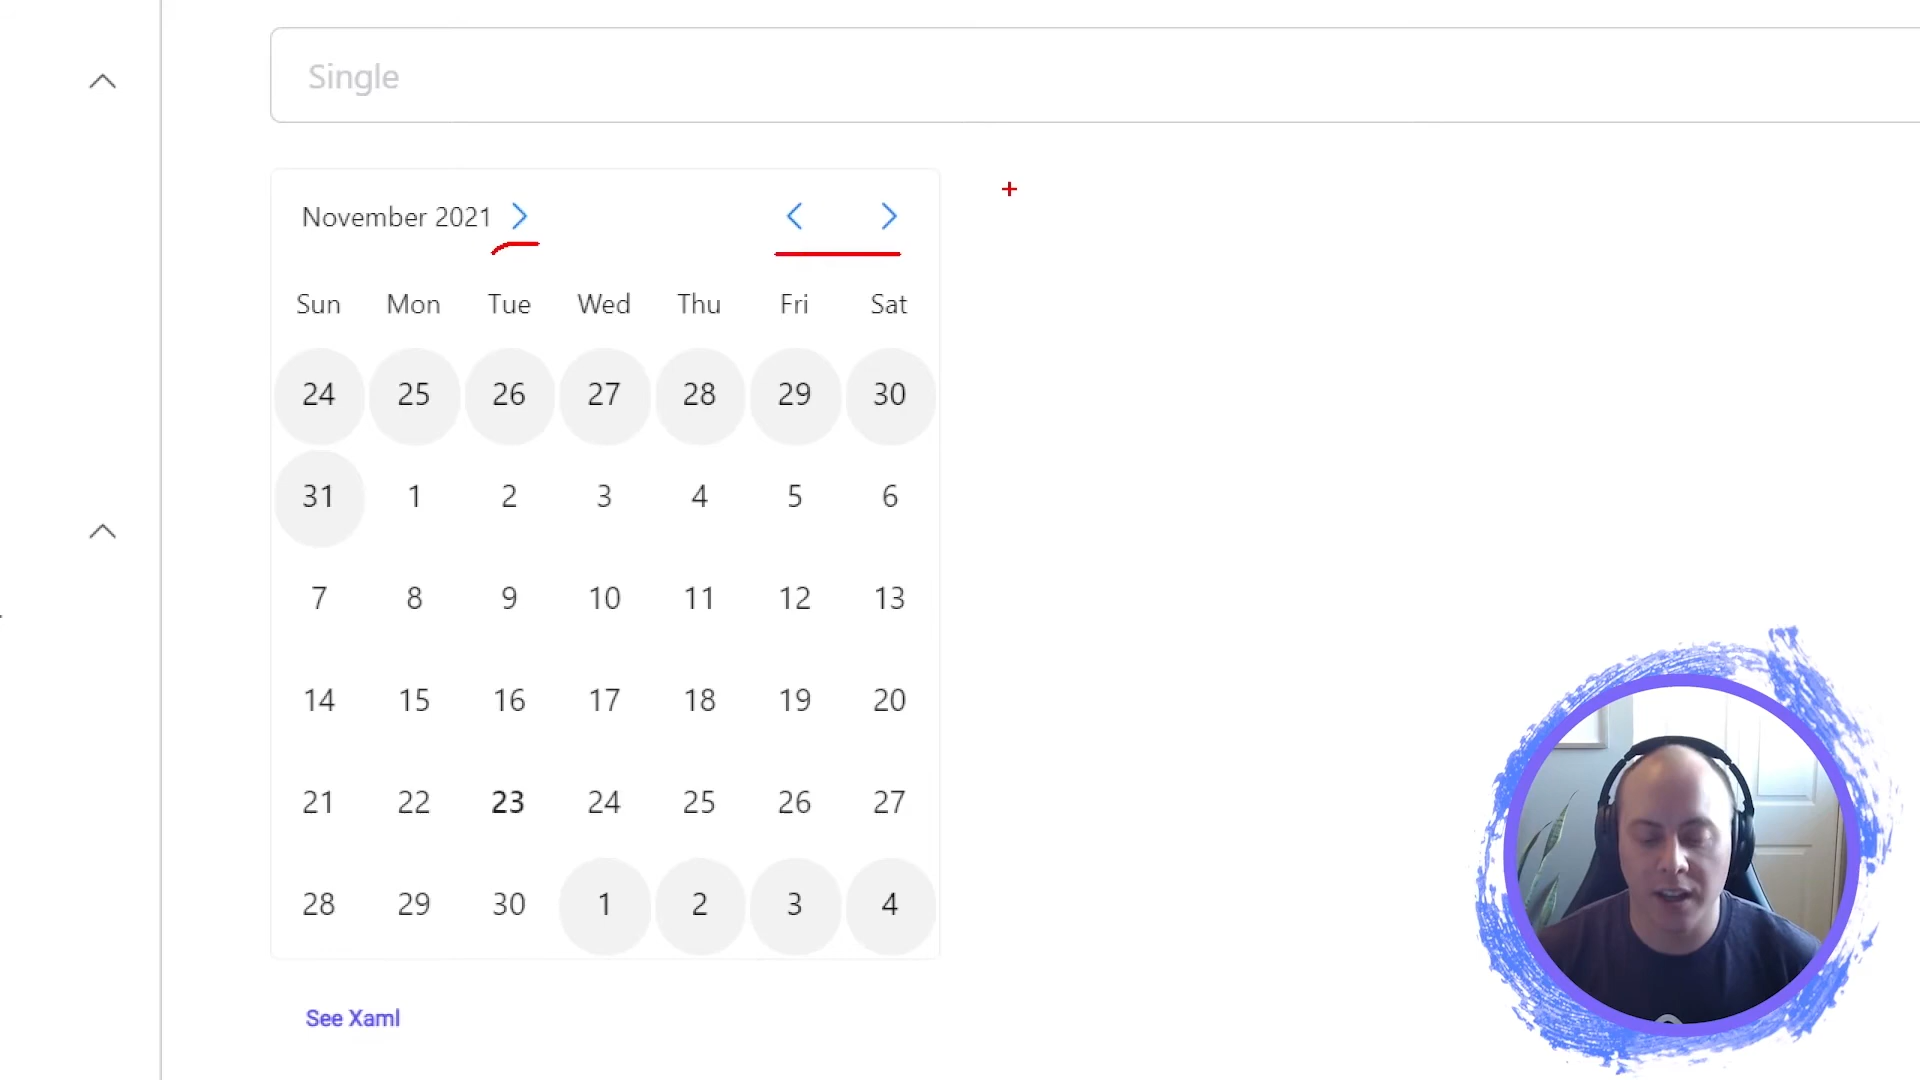 Single
November 2021
Sun Mon Tue Wed Thu Fri Sat
24 25 26 27 28 29 30
31 1 2 3 4 5 6
7 8 9 10 11 12 13
14 15 16 17 18 19 20
21 22 23 24 25 26 27
28 29 30 1 2 3 4
See Xaml